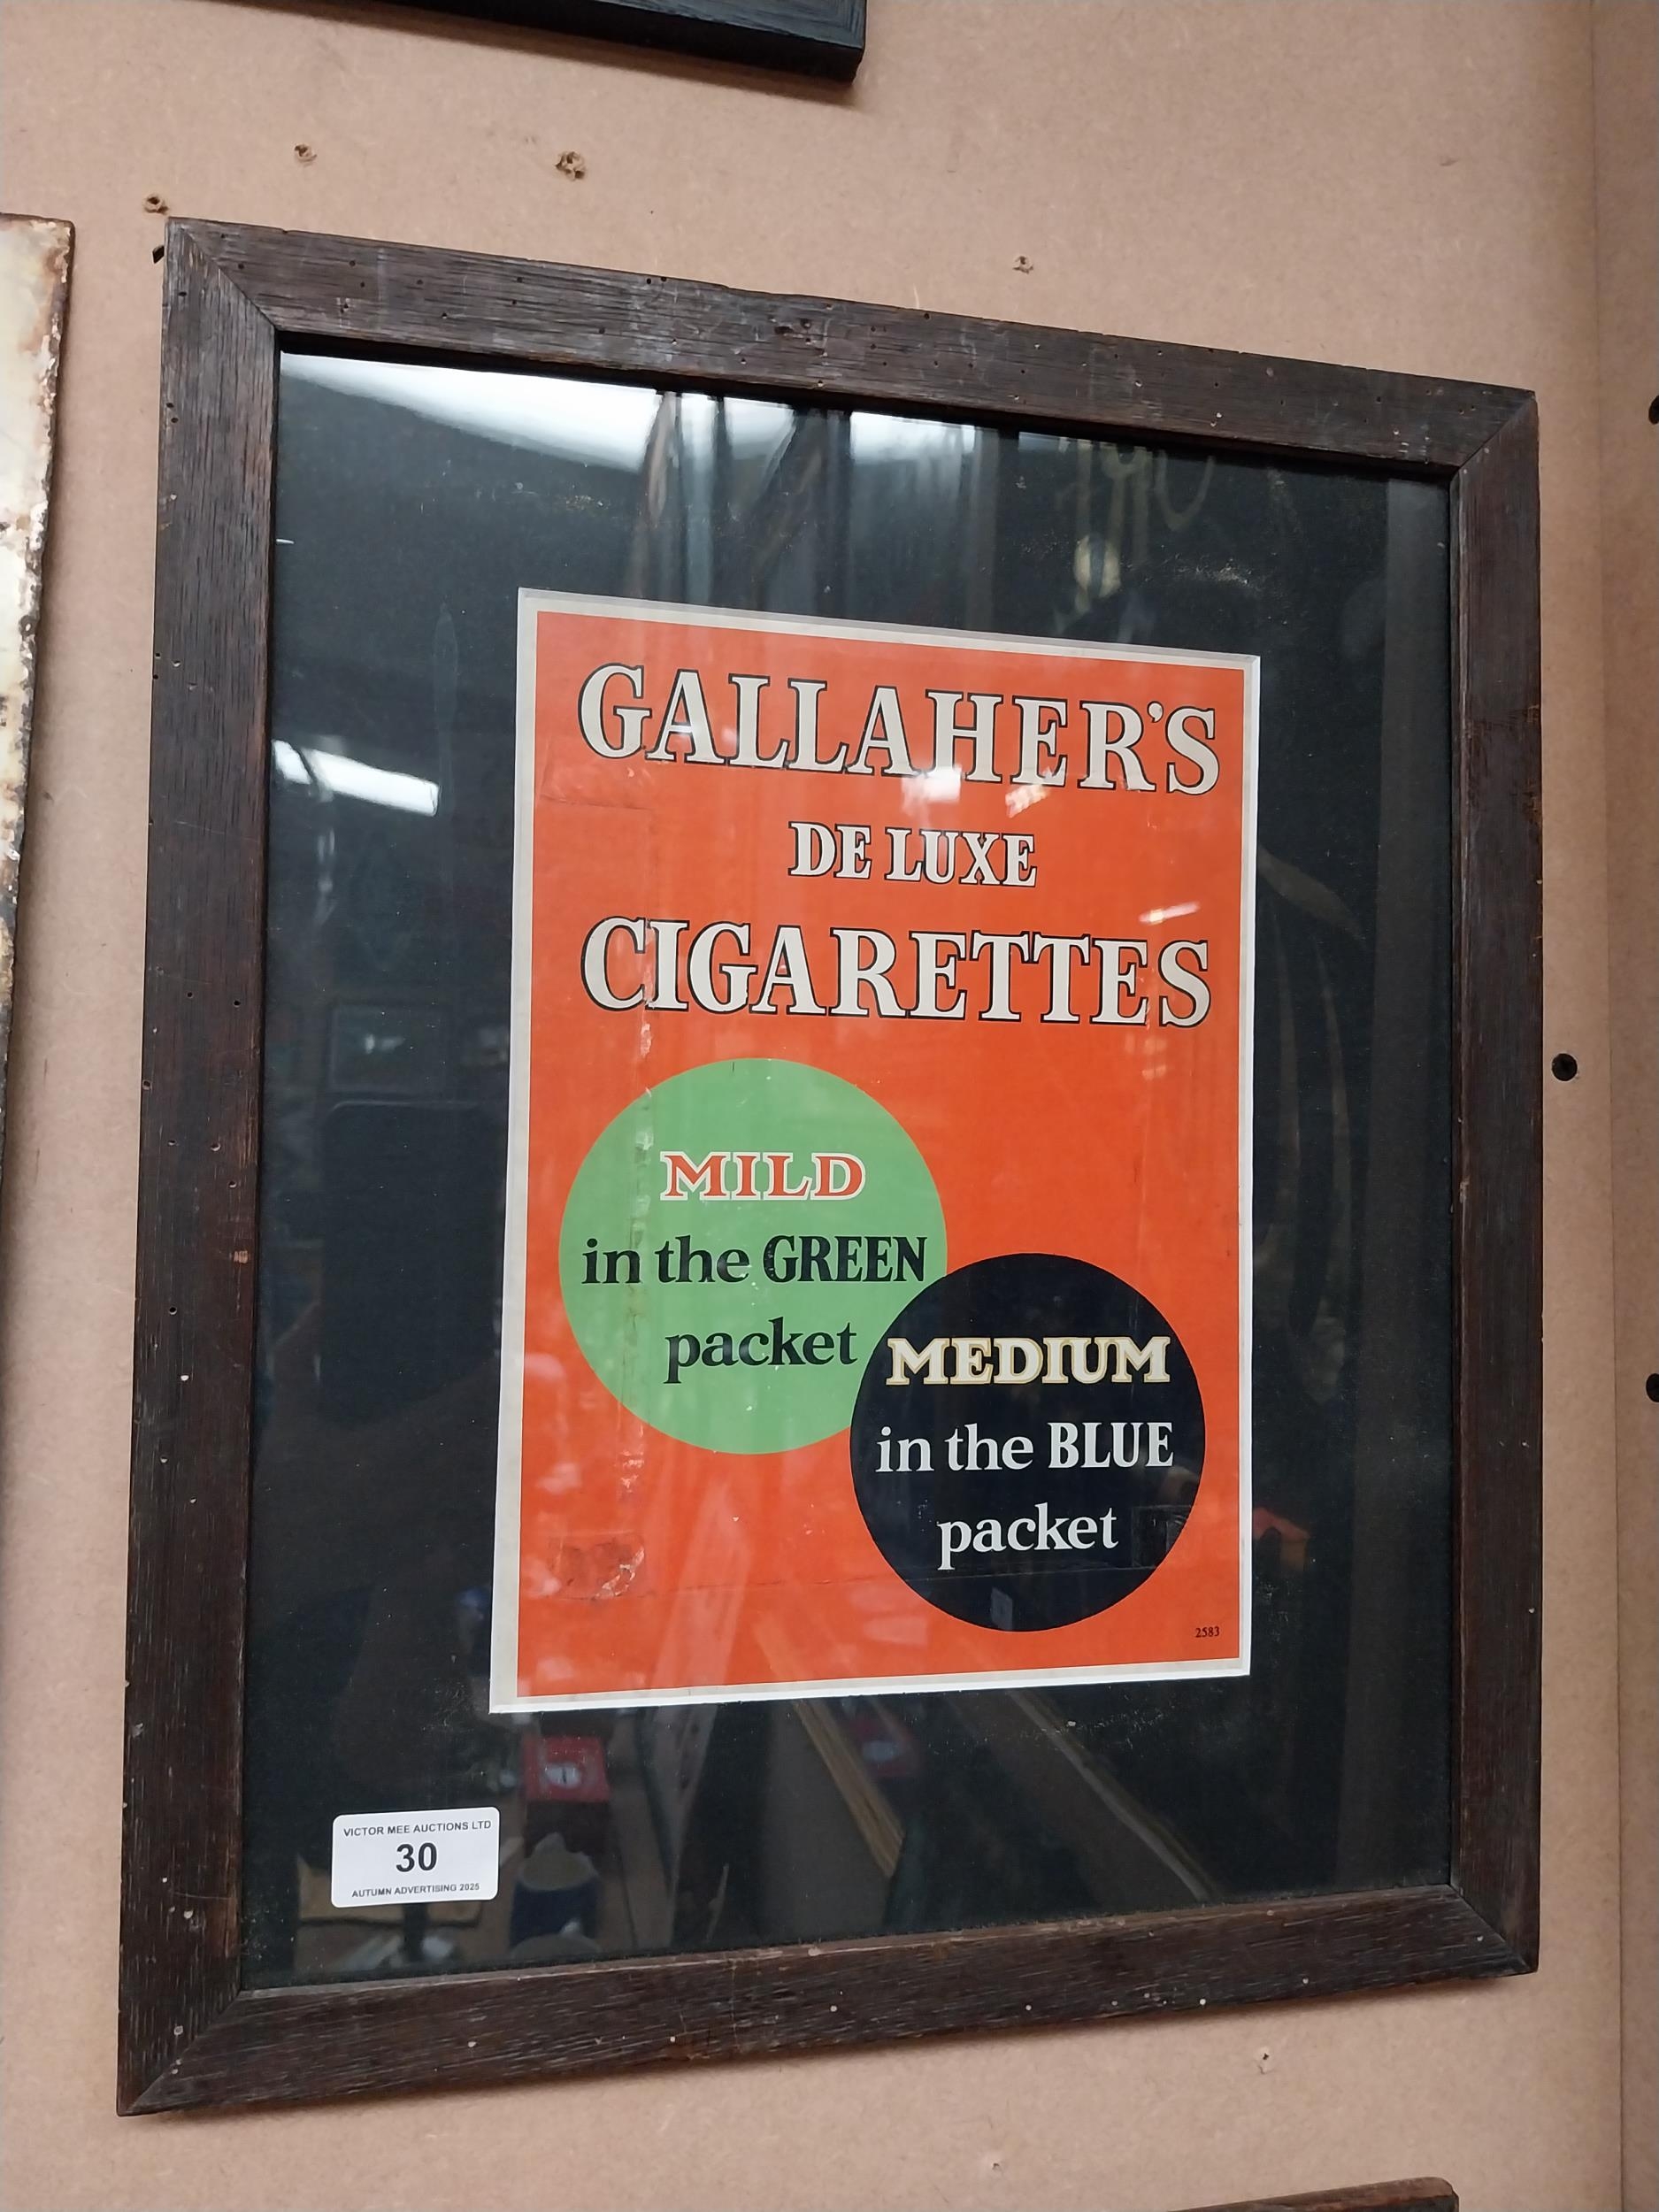 GALLAHER'S
DE LUXE
CIGARETTES
MILD
in the GREEN
packet
MEDIUM
in the BLUE
packet
2583
VICTOR MEE AUCTIONS LTD
30
AUTUMN ADVERTISING 2025